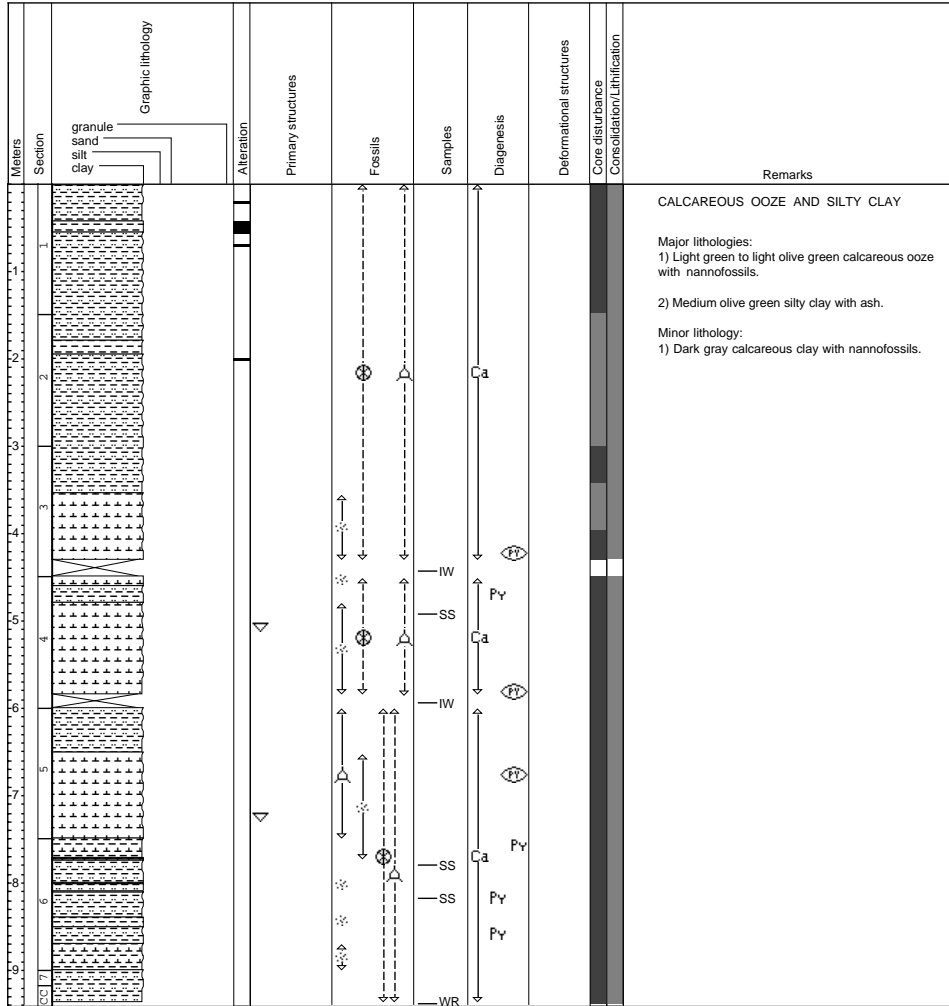 Meters
Section
Graphic lithology
granule
sand
silt
clay
Alteration
Primary structures
Fossils
Samples
Diagenesis
Deformational structures
Core disturbance
Consolidation/Lithification
Remarks
CALCAREOUS OOZE AND SILTY CLAY
Major lithologies:
1) Light green to light olive green calcareous ooze
with nannofossils.
2) Medium olive green silty clay with ash.
Minor lithology:
1) Dark gray calcareous clay with nannofossils.
1
1
2
2
Ca
3
3
4
PY
IW
Py
5
SS
4
Ca
PY
6
IW
5
PY
7
Py
Ca
SS
8
6
SS
Py
Py
9
7
CC
WR